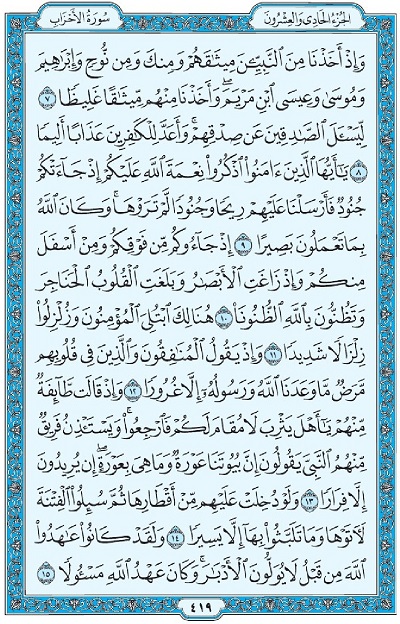 الجزء الحادي والعشرون
سورة الأحزاب
وَإِذْ أَخَذْنَا مِنَ ٱلنَّبِيِّـۧنَ مِيثَٰقَهُمْ وَمِنكَ وَمِن نُّوحٍ وَإِبْرَٰهِيمَ
وَمُوسَىٰ وَعِيسَى ٱبْنِ مَرْيَمَ ۖ وَأَخَذْنَا مِنْهُم مِّيثَٰقًا غَلِيظًا ٧
لِّيَسْـَٔلَ ٱلصَّٰدِقِينَ عَن صِدْقِهِمْ ۚ وَأَعَدَّ لِلْكَٰفِرِينَ عَذَابًا أَلِيمًا
٨ يَٰٓأَيُّهَا ٱلَّذِينَ ءَامَنُوا۟ ٱذْكُرُوا۟ نِعْمَةَ ٱللَّهِ عَلَيْكُمْ إِذْ جَآءَتْكُمْ
جُنُودٌ فَأَرْسَلْنَا عَلَيْهِمْ رِيحًا وَجُنُودًا لَّمْ تَرَوْهَا ۚ وَكَانَ ٱللَّهُ
بِمَا تَعْمَلُونَ بَصِيرًا ٩ إِذْ جَآءُوكُم مِّن فَوْقِكُمْ وَمِنْ أَسْفَلَ
مِنكُمْ وَإِذْ زَاغَتِ ٱلْأَبْصَٰرُ وَبَلَغَتِ ٱلْقُلُوبُ ٱلْحَنَاجِرَ
وَتَظُنُّونَ بِٱللَّهِ ٱلظُّنُونَا۠ ١٠ هُنَالِكَ ٱبْتُلِىَ ٱلْمُؤْمِنُونَ وَزُلْزِلُوا۟
زِلْزَالًا شَدِيدًا ١١ وَإِذْ يَقُولُ ٱلْمُنَٰفِقُونَ وَٱلَّذِينَ فِى قُلُوبِهِم
مَّرَضٌ مَّا وَعَدَنَا ٱللَّهُ وَرَسُولُهُۥٓ إِلَّا غُرُورًا ١٢ وَإِذْ قَالَت طَّآئِفَةٌ
مِّنْهُمْ يَٰٓأَهْلَ يَثْرِبَ لَا مُقَامَ لَكُمْ فَٱرْجِعُوا۟ ۚ وَيَسْتَـْٔذِنُ فَرِيقٌ
مِّنْهُمُ ٱلنَّبِىَّ يَقُولُونَ إِنَّ بُيُوتَنَا عَوْرَةٌ وَمَا هِىَ بِعَوْرَةٍ ۖ إِن يُرِيدُونَ
إِلَّا فِرَارًا ١٣ وَلَوْ دُخِلَتْ عَلَيْهِم مِّنْ أَقْطَارِهَا ثُمَّ سُئِلُوا۟ ٱلْفِتْنَةَ
لَـَٔاتَوْهَا وَمَا تَلَبَّثُوا۟ بِهَآ إِلَّا يَسِيرًا ١٤ وَلَقَدْ كَانُوا۟ عَٰهَدُوا۟
ٱللَّهَ مِن قَبْلُ لَا يُوَلُّونَ ٱلْأَدْبَٰرَ ۚ وَكَانَ عَهْدُ ٱللَّهِ مَسْـُٔولًا ١٥
٤١٩